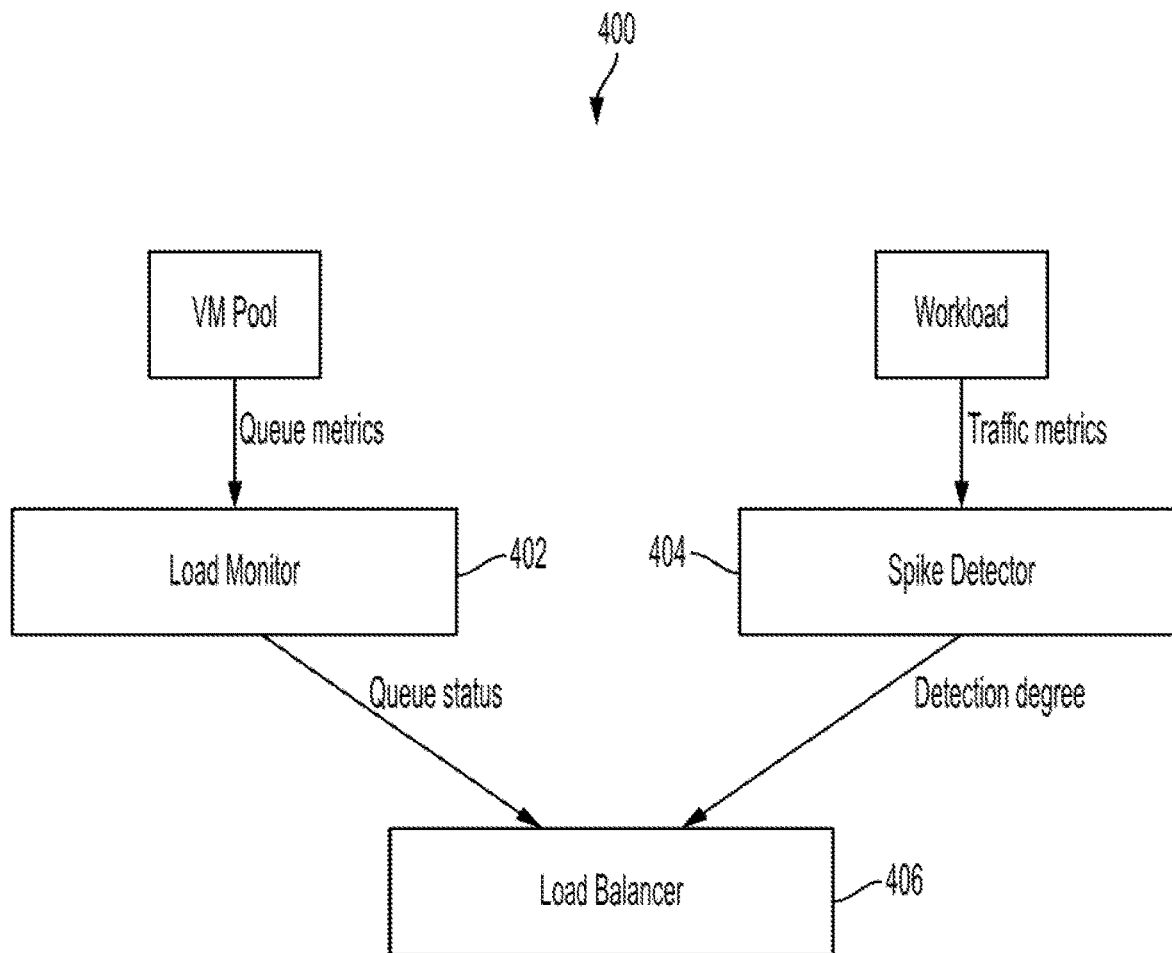 400
VM Pool
Workload
Queue metrics
Traffic metrics
Load Monitor
402
404
Spike Detector
Queue status
Detection degree
Load Balancer
406